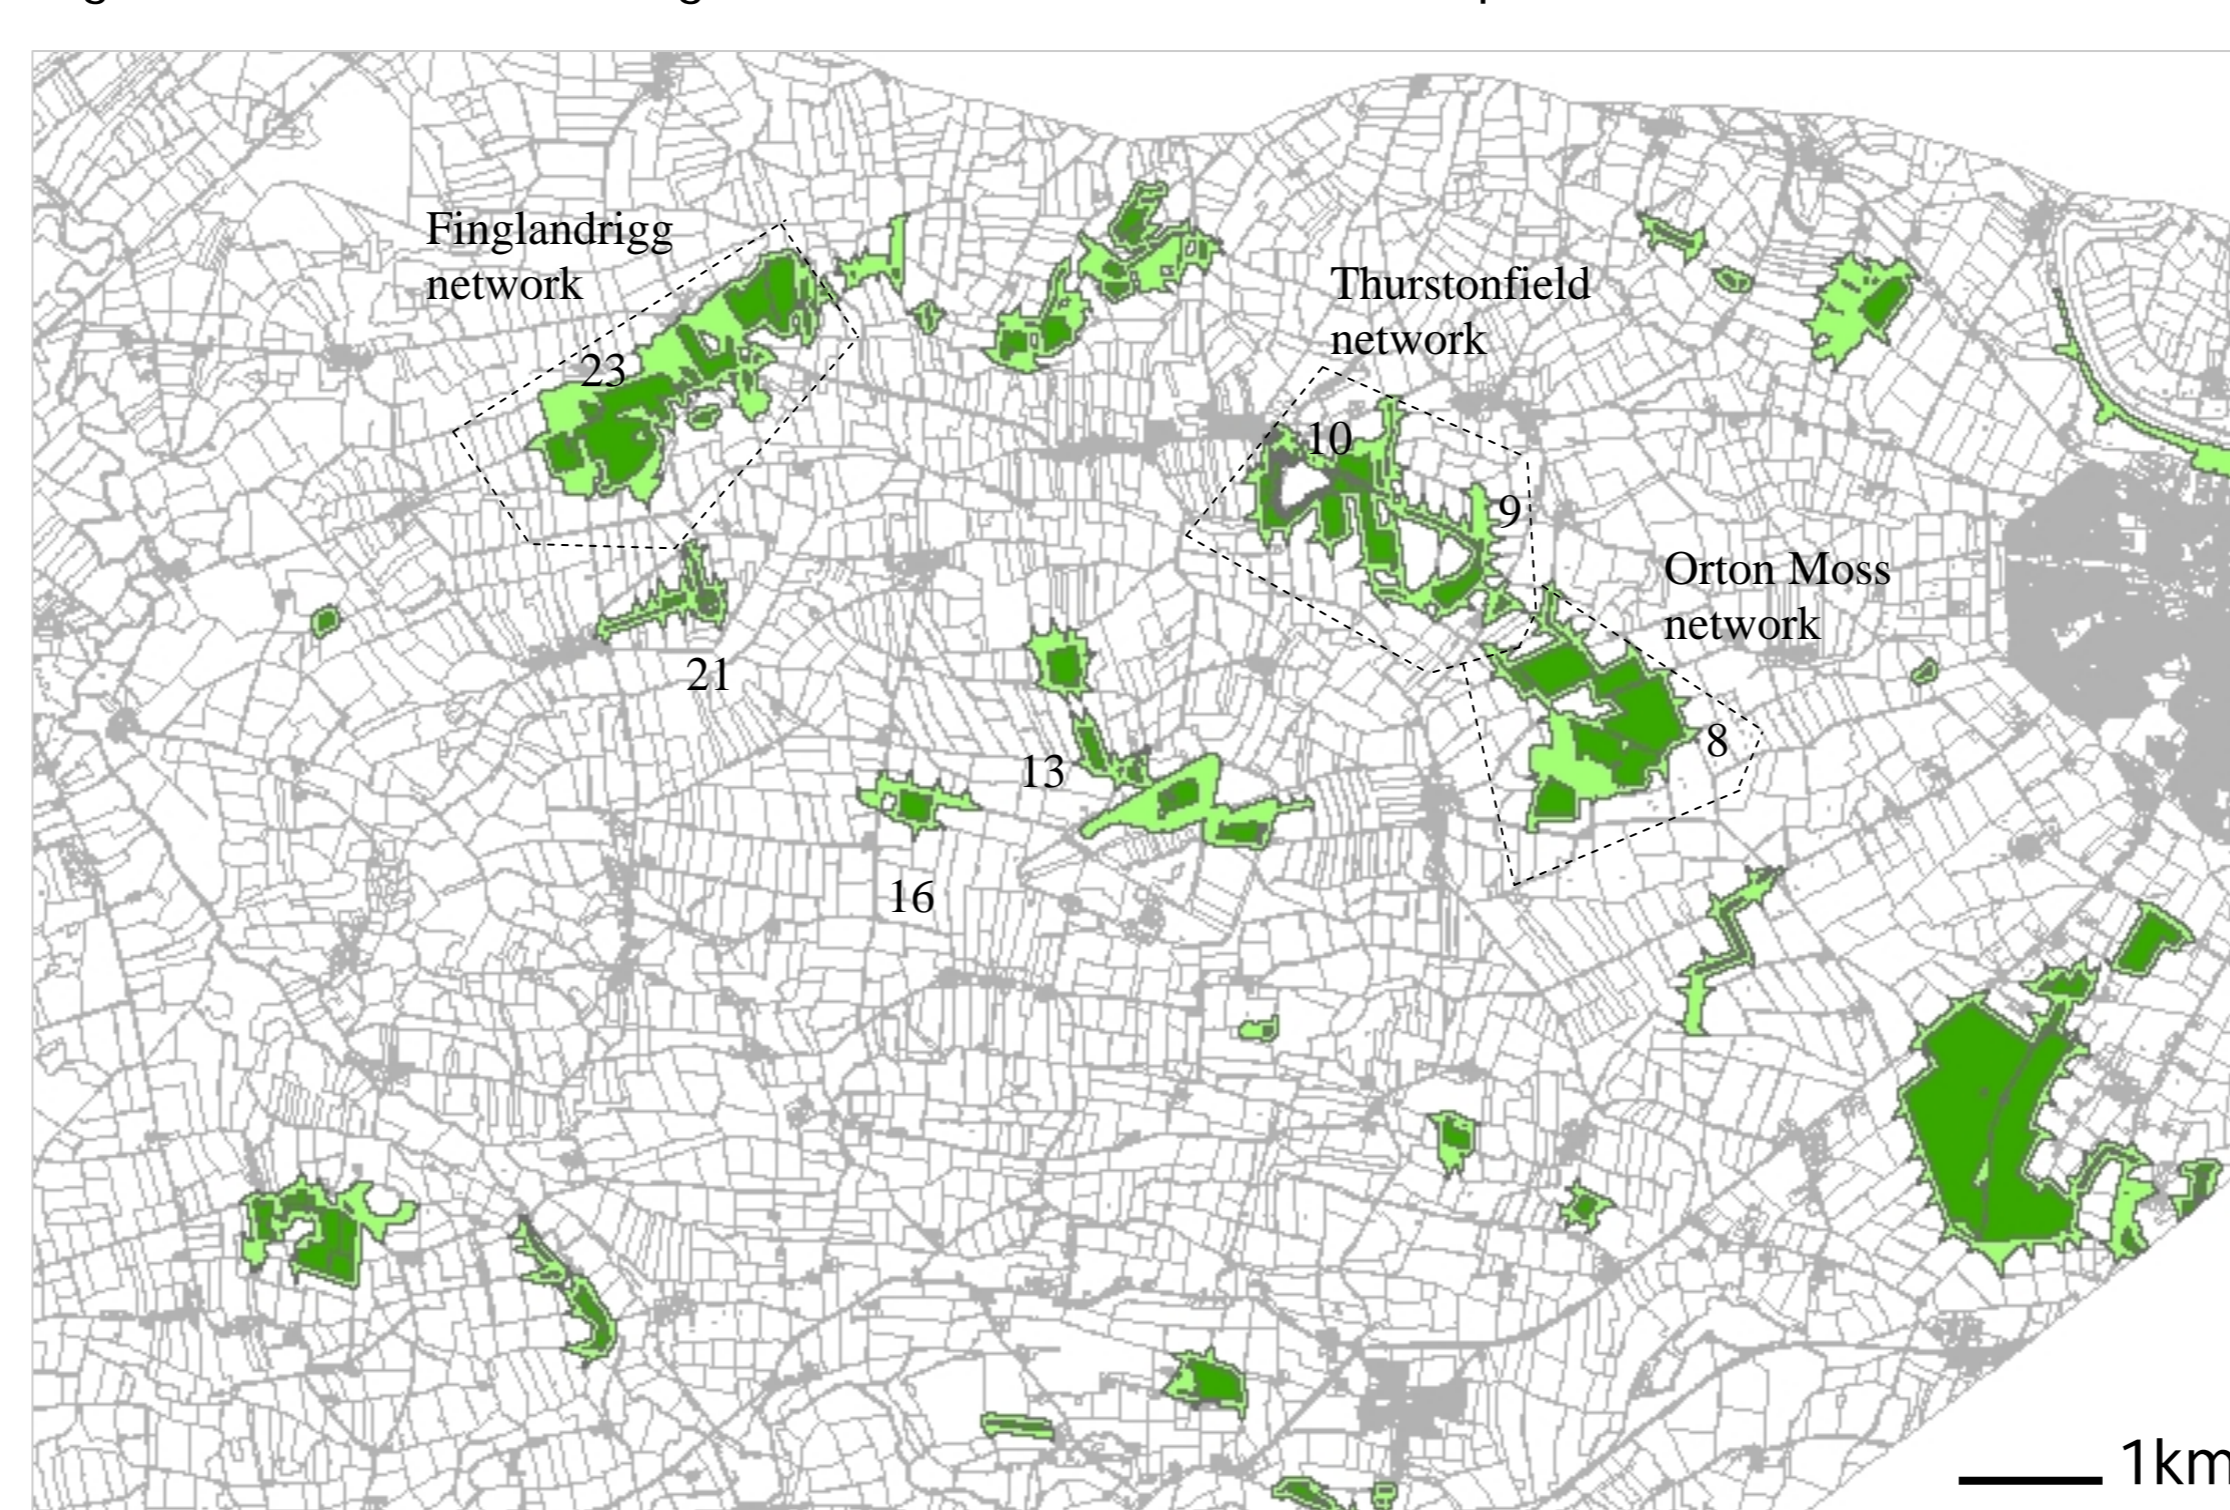 Finglandrigg
network
23
Thurstonfield
network
10
9
Orton Moss
network
8
21
13
16
1km